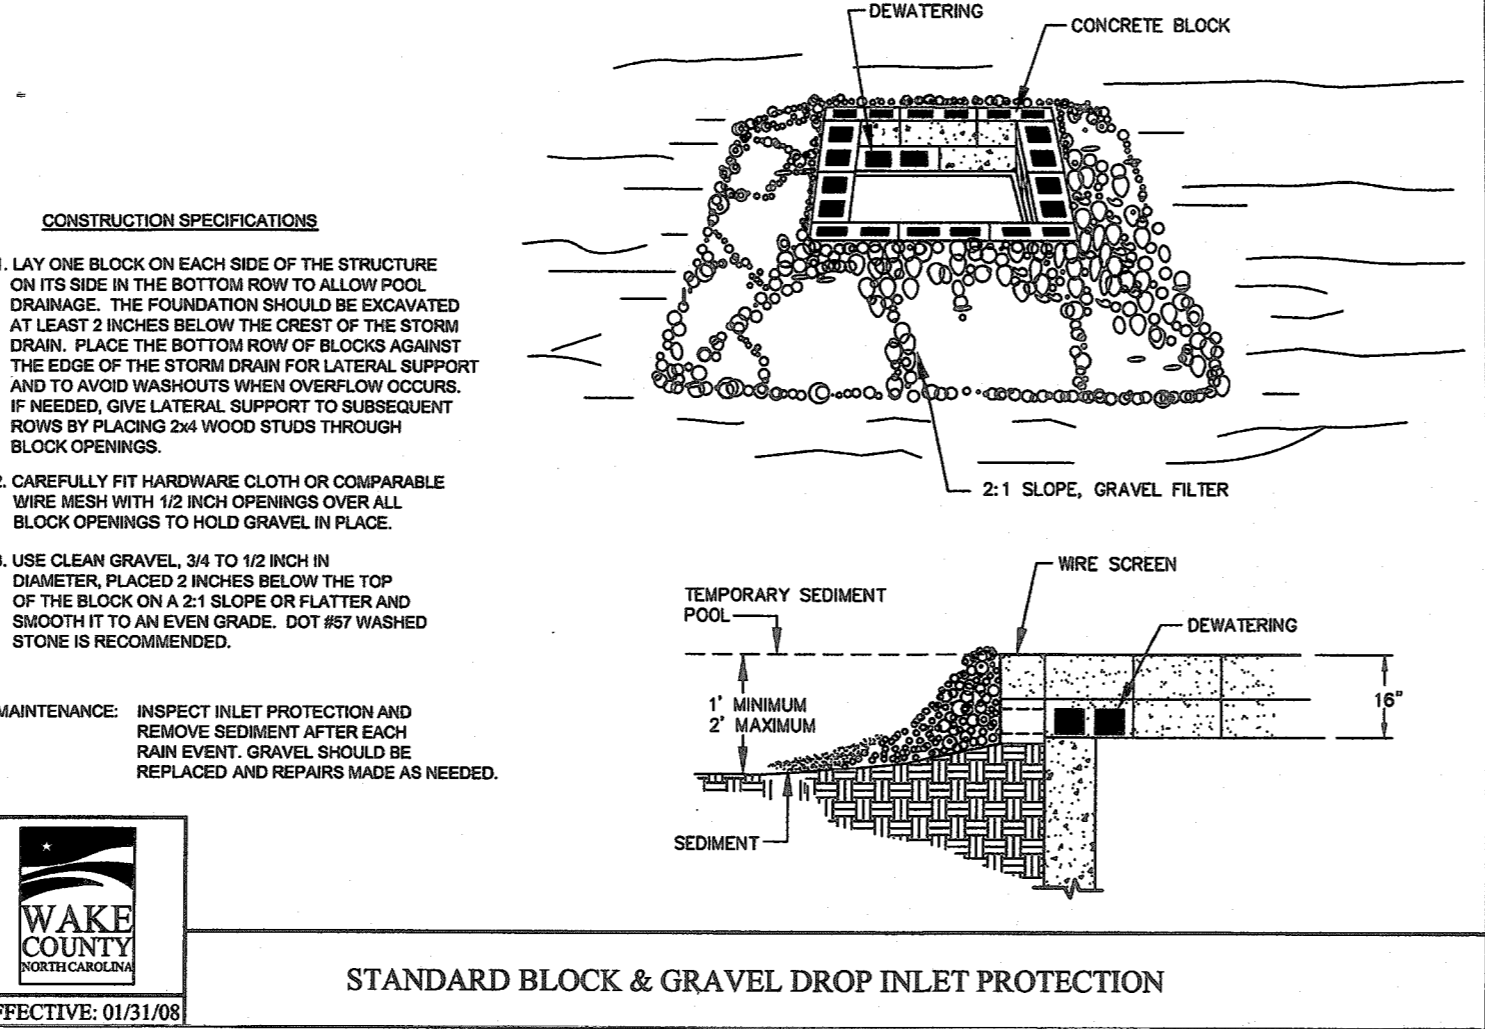 DEWATERING
CONCRETE BLOCK
CONSTRUCTION SPECIFICATIONS
. LAY ONE BLOCK ON EACH SIDE OF THE STRUCTURE
ON ITS SIDE IN THE BOTTOM ROW TO ALLOW POOL
DRAINAGE. THE FOUNDATION SHOULD BE EXCAVATED
AT LEAST 2 INCHES BELOW THE CREST OF THE STORM
DRAIN. PLACE THE BOTTOM ROW OF BLOCKS AGAINST
THE EDGE OF THE STORM DRAIN FOR LATERAL SUPPORT
AND TO AVOID WASHOUTS WHEN OVERFLOW OCCURS.
IF NEEDED, GIVE LATERAL SUPPORT TO SUBSEQUENT
ROWS BY PLACING 2x4 WOOD STUDS THROUGH
BLOCK OPENINGS.
2. CAREFULLY FIT HARDWARE CLOTH OR COMPARABLE
WIRE MESH WITH 1/2 INCH OPENINGS OVER ALL
BLOCK OPENINGS TO HOLD GRAVEL IN PLACE.
. USE CLEAN GRAVEL, 3/4 TO 1/2 INCH IN
DIAMETER, PLACED 2 INCHES BELOW THE TOP
OF THE BLOCK ON A 2:1 SLOPE OR FLATTER AND
SMOOTH IT TO AN EVEN GRADE. DOT #57 WASHED
STONE IS RECOMMENDED.
MAINTENANCE: INSPECT INLET PROTECTION AND
REMOVE SEDIMENT AFTER EACH
RAIN EVENT. GRAVEL SHOULD BE
REPLACED AND REPAIRS MADE AS NEEDED.
2:1 SLOPE, GRAVEL FILTER
WIRE SCREEN
TEMPORARY SEDIMENT
POOL
DEWATERING
1' MINIMUM
2' MAXIMUM
16"
SEDIMENT
WAKE
COUNTY
NORTH CAROLINA
FFECTIVE: 01/31/08
STANDARD BLOCK & GRAVEL DROP INLET PROTECTION